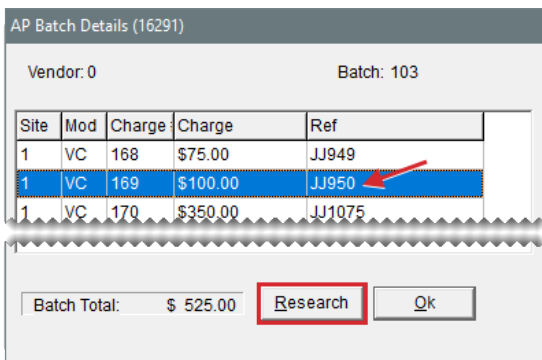 AP Batch Details (16291)
Vendor: 0 Batch: 103
Site Mod Charge Charge Ref
1 VC 168 $75.00 JJ949
1 VC 169 $100.00 JJ950
1 VC 170 $350.00 JJ1075
Batch Total: $ 525.00 Research Ok